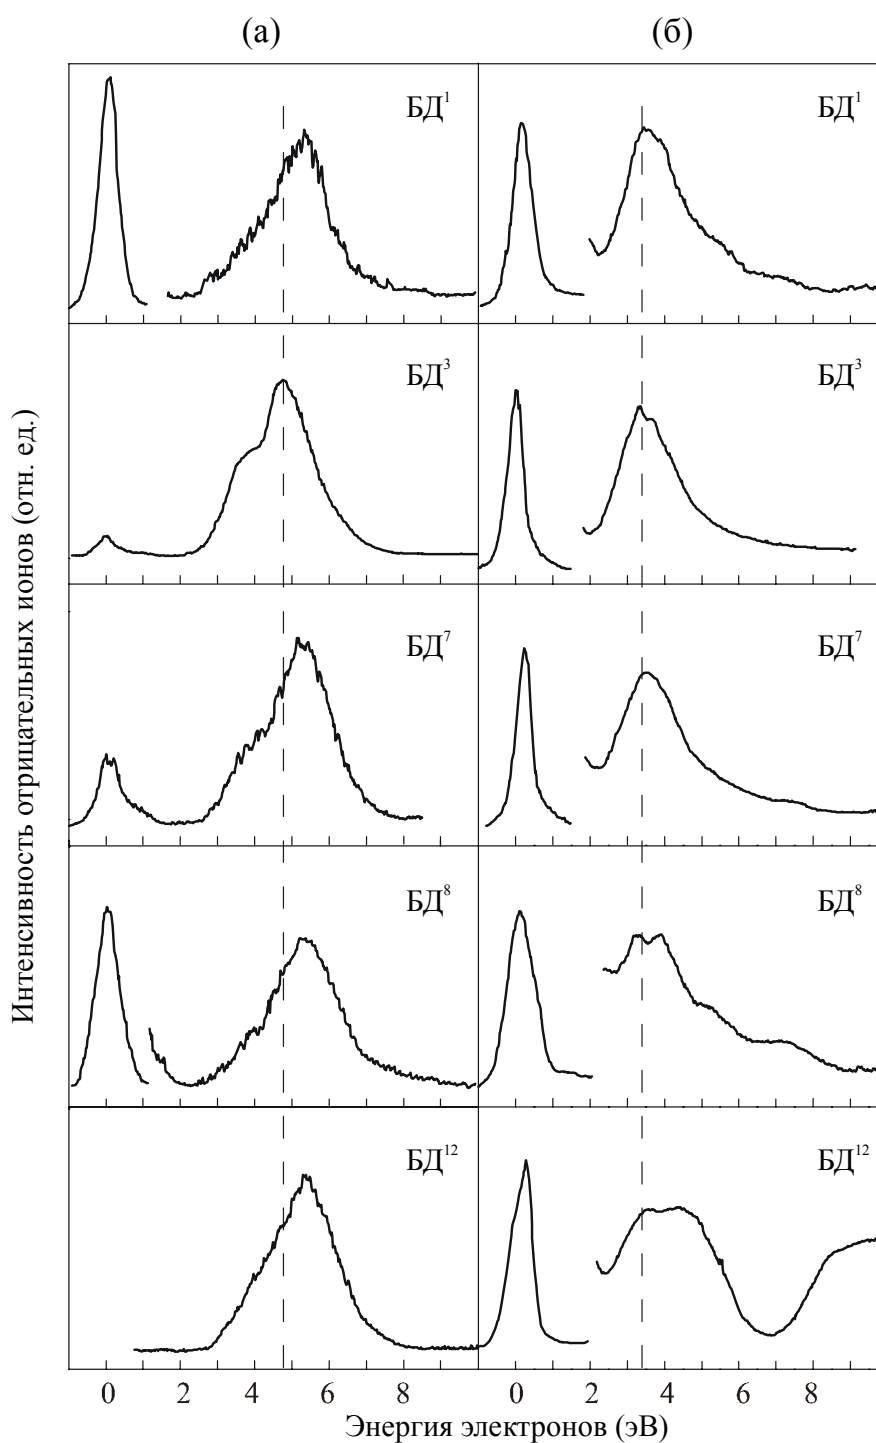 (а) (б)
БД¹ БД¹
БД³ БД³
БД⁷ БД⁷
БД⁸ БД⁸
БД¹² БД¹²
Интенсивность отрицательных ионов (отн. ед.)
0 2 4 6 8 0 2 4 6 8
Энергия электронов (эВ)